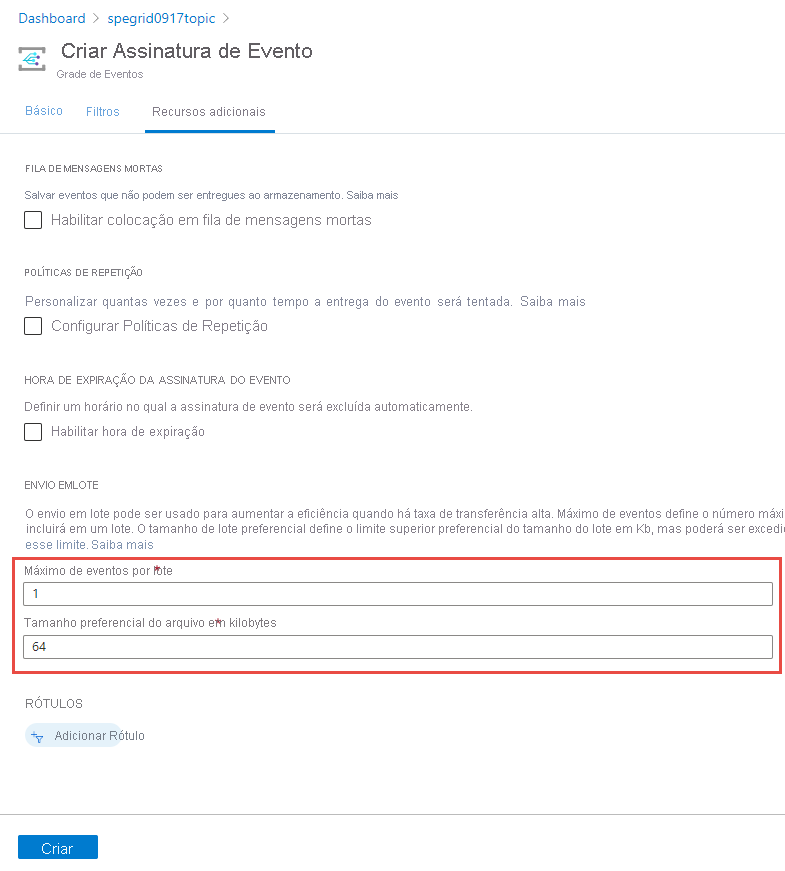 Dashboard > spegrid0917topic >
Criar Assinatura de Evento
Grade de Eventos
Básico Filtros Recursos adicionais
FILA DE MENSAGENS MORTAS
Salvar eventos que não podem ser entregues ao armazenamento. Saiba mais
Habilitar colocação em fila de mensagens mortas
POLÍTICAS DE REPETIÇÃO
Personalizar quantas vezes e por quanto tempo a entrega do evento será tentada. Saiba mais
Configurar Políticas de Repetição
HORA DE EXPIRAÇÃO DA ASSINATURA DO EVENTO
Definir um horário no qual a assinatura de evento será excluída automaticamente.
Habilitar hora de expiração
ENVIO EMLOTE
O envio em lote pode ser usado para aumentar a eficiência quando há taxa de transferência alta. Máximo de eventos define o número máxi
incluirá em um lote. O tamanho de lote preferencial define o limite superior preferencial do tamanho do lote em Kb, mas poderá ser excedi
esse limite. Saiba mais
Máximo de eventos por lote *
1
Tamanho preferencial do arquivo em kilobytes *
64
RÓTULOS
Adicionar Rótulo
Criar